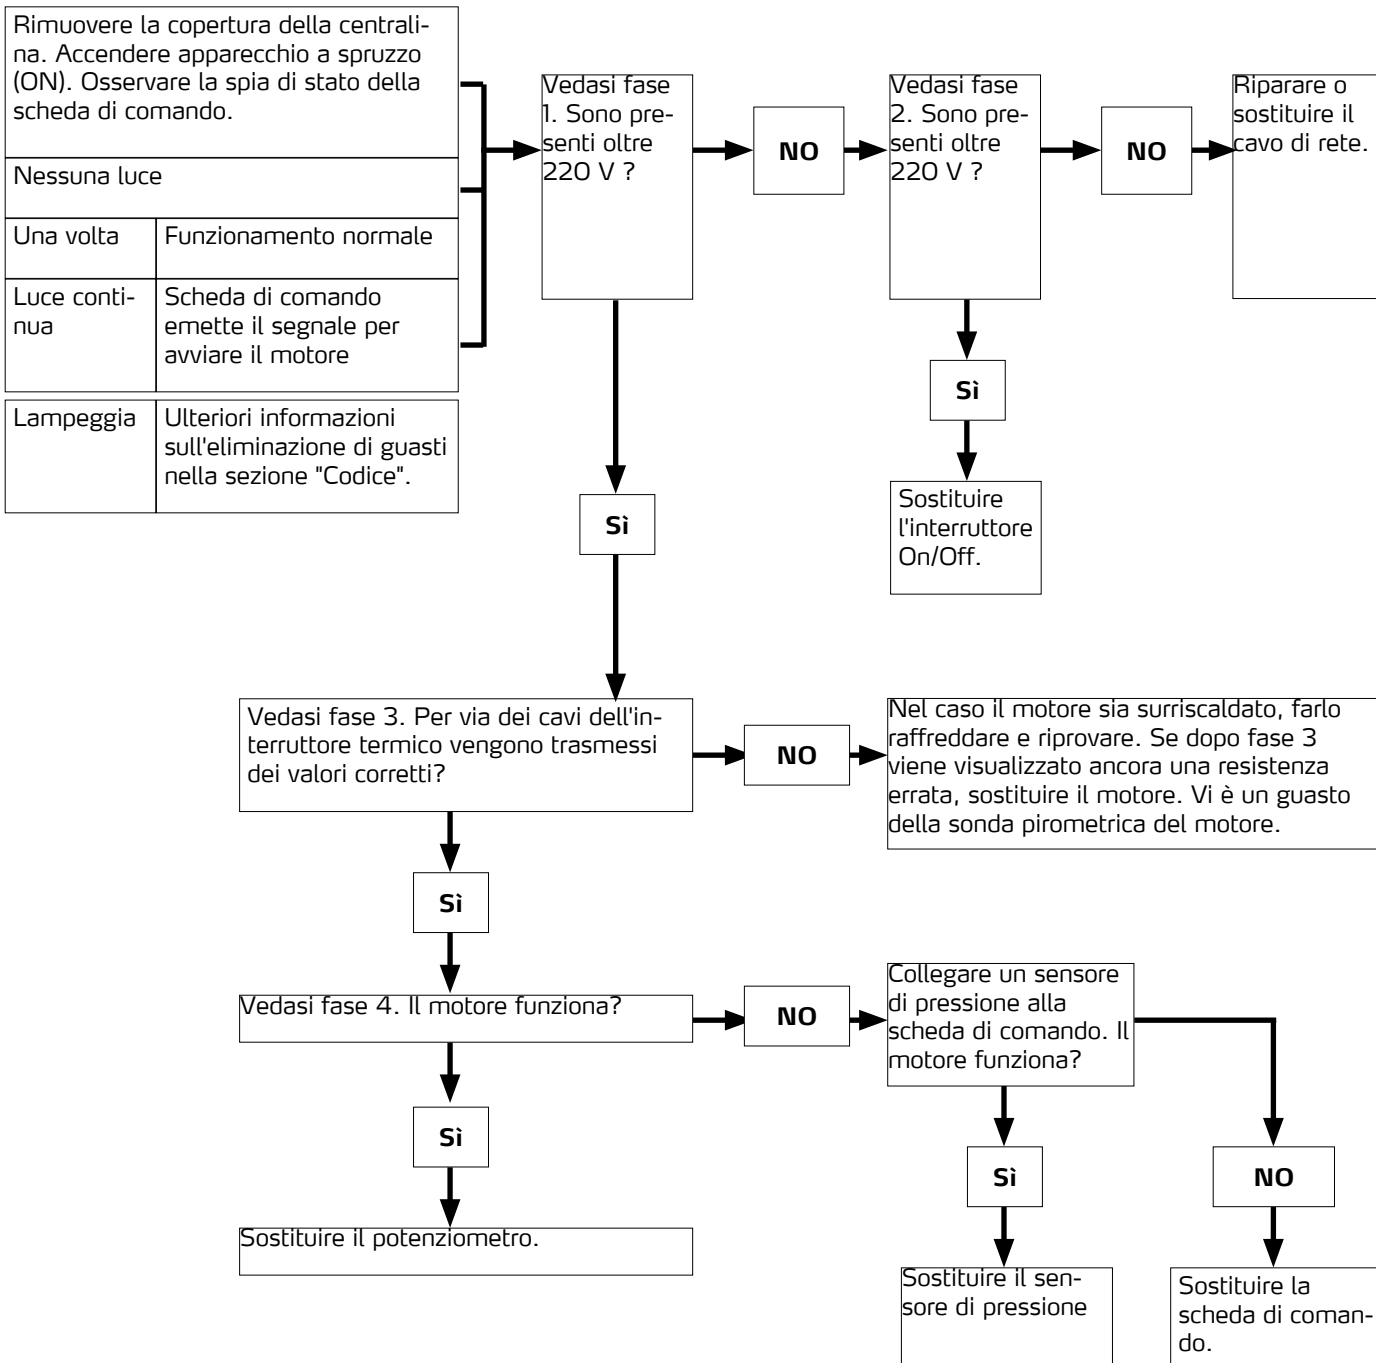 Rimuovere la copertura della centrali-
na. Accendere apparecchio a spruzzo
(ON). Osservare la spia di stato della
scheda di comando.
Nessuna luce
Una volta
Funzionamento normale
Luce conti-
nua
Scheda di comando
emette il segnale per
avviare il motore
Lampeggia
Ulteriori informazioni
sull'eliminazione di guasti
nella sezione "Codice".
Vedasi fase
1. Sono pre-
senti oltre
220 V ?
NO
Vedasi fase
2. Sono pre-
senti oltre
220 V ?
NO
Riparare o
sostituire il
cavo di rete.
Sì
Sostituire
l'interruttore
On/Off.
Sì
Vedasi fase 3. Per via dei cavi dell'in-
terruttore termico vengono trasmessi
dei valori corretti?
NO
Nel caso il motore sia surriscaldato, farlo
raffreddare e riprovare. Se dopo fase 3
viene visualizzato ancora una resistenza
errata, sostituire il motore. Vi è un guasto
della sonda pirometrica del motore.
Sì
Vedasi fase 4. Il motore funziona?
NO
Collegare un sensore
di pressione alla
scheda di comando. Il
motore funziona?
Sì
Sostituire il potenziometro.
Sì
Sostituire il sen-
sore di pressione
NO
Sostituire la
scheda di coman-
do.